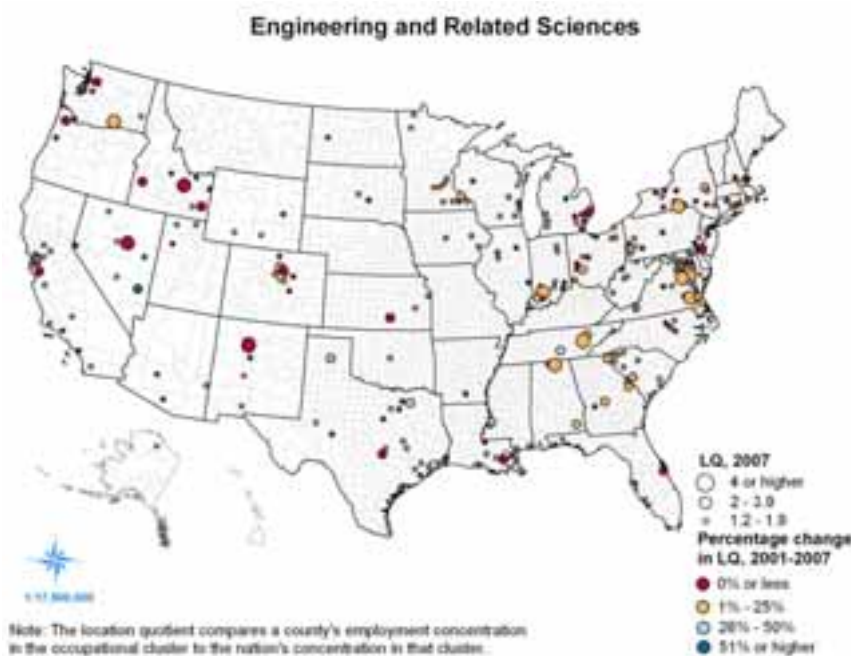 Engineering and Related Sciences
LQ, 2007
4 or higher
2 - 3.9
1.2 - 1.9
Percentage change
in LQ, 2001-2007
0% or less
1% - 25%
26% - 50%
51% or higher
Note: The location quotient compares a county's employment concentration
in the occupational cluster to the nation's concentration in that cluster.